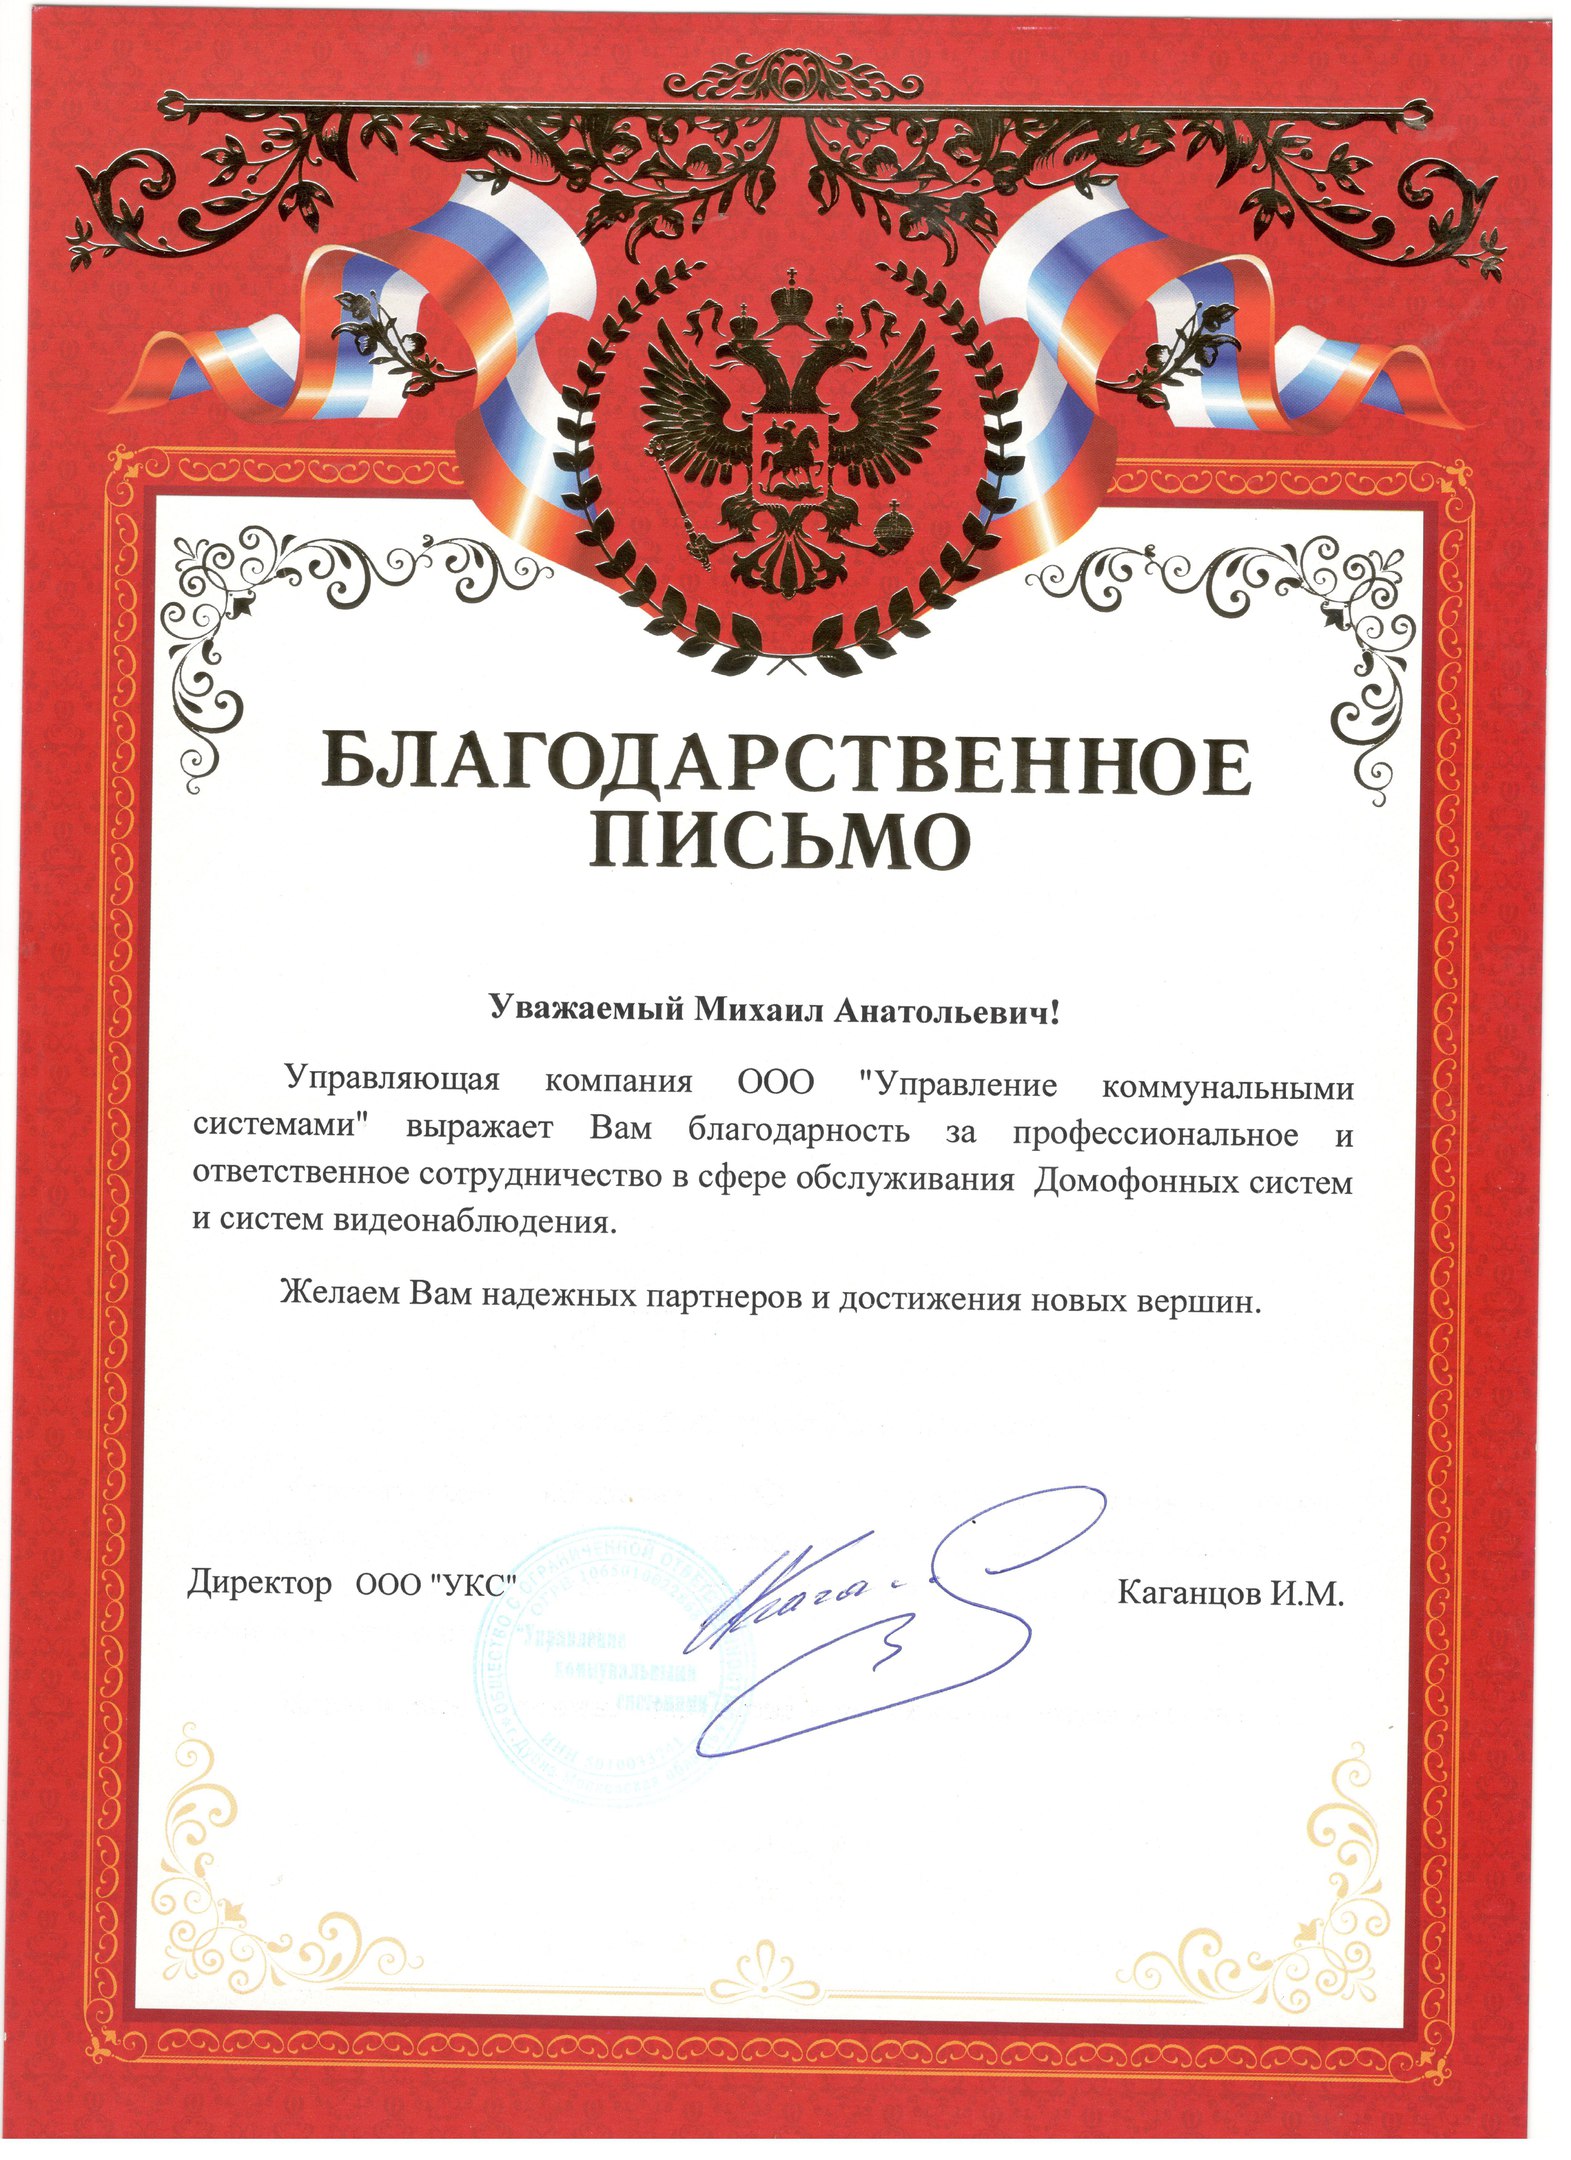 БЛАГОДАРСТВЕННОЕ
ПИСЬМО
Уважаемый Михаил Анатольевич!
Управляющая компания ООО "Управление коммунальными
системами" выражает Вам благодарность за профессиональное и
ответственное сотрудничество в сфере обслуживания Домофонных систем
и систем видеонаблюдения.
Желаем Вам надежных партнеров и достижения новых вершин.
Директор ООО "УКС"
Каганцов И.М.
"Управление
коммунальными
системами"